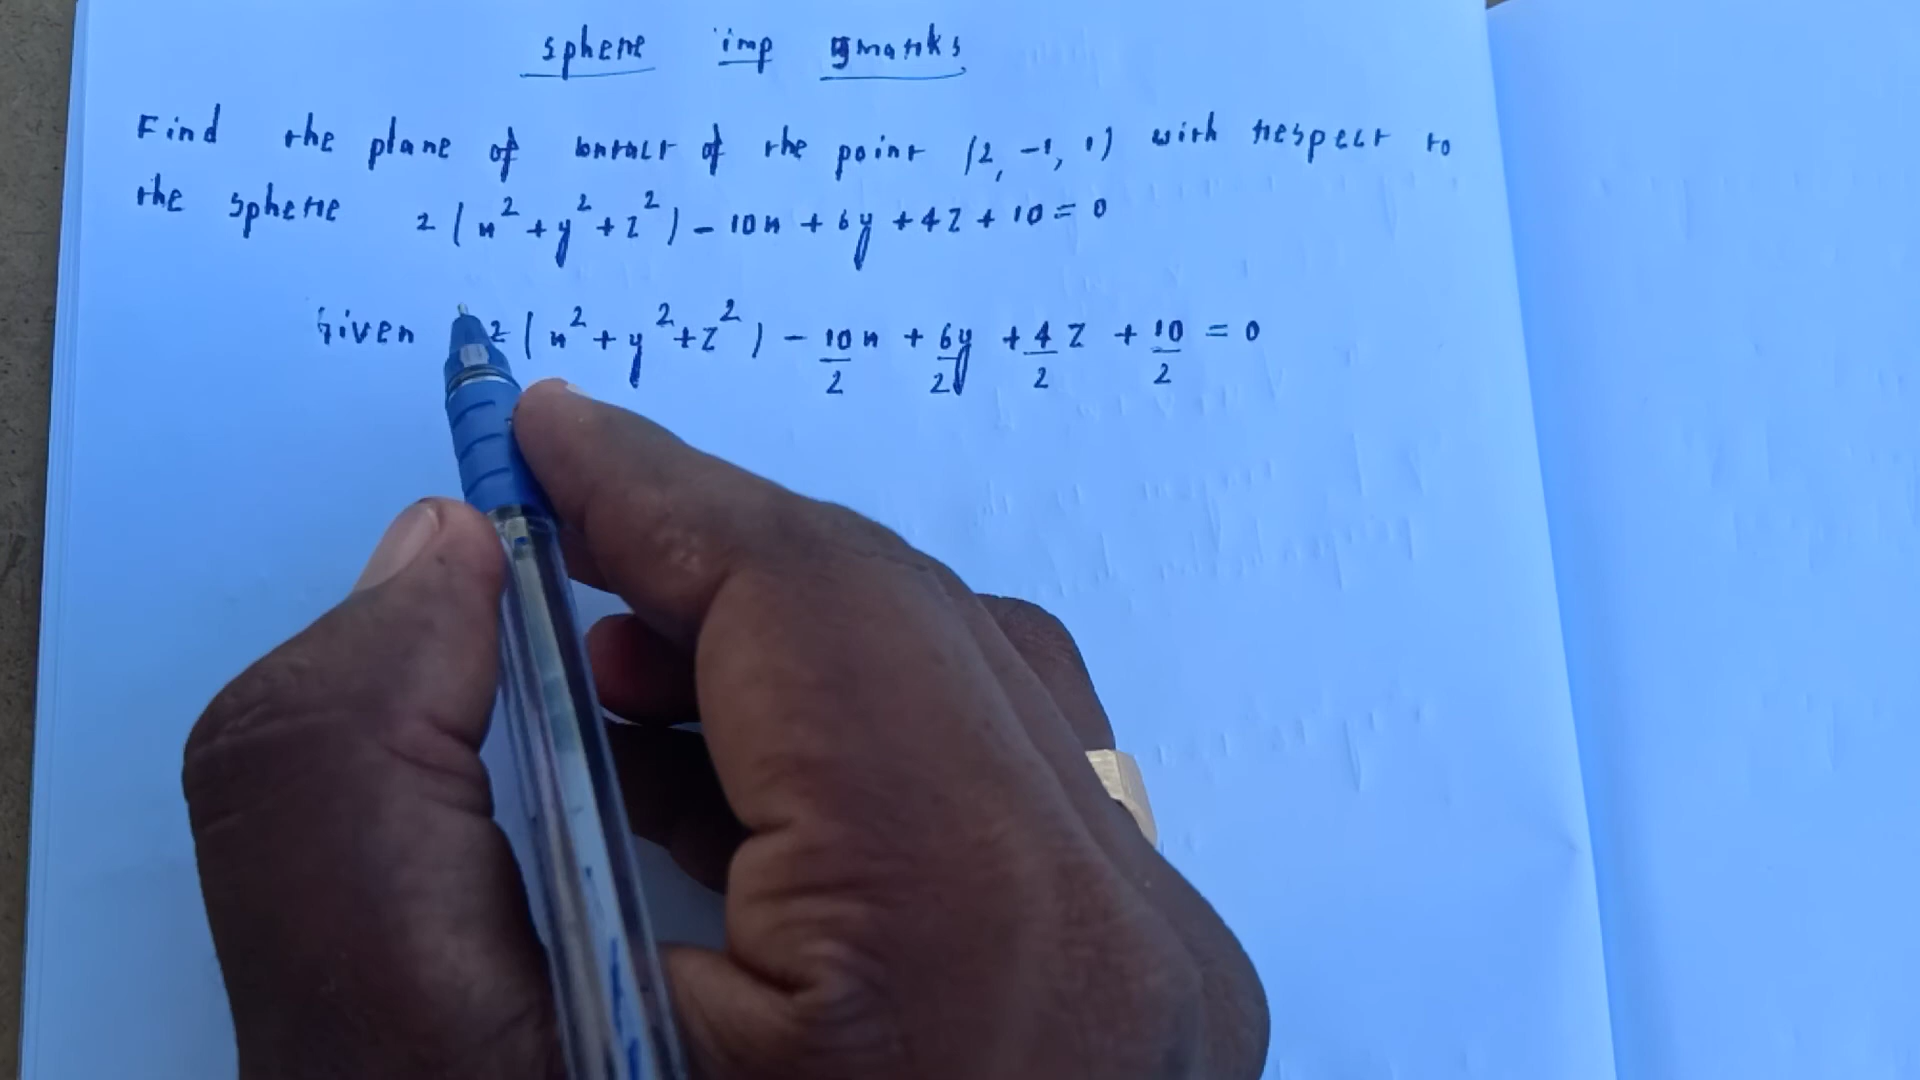 sphere imp 9marks
Find the plane of contact of the point (2, -1, 1) with respect to
the sphere 2(x²+y²+z²) - 10x + 6y + 4z + 10 = 0
Given 2(x²+y²+z²) - 10/2 x + 6y/2 + 4/2 z + 10/2 = 0